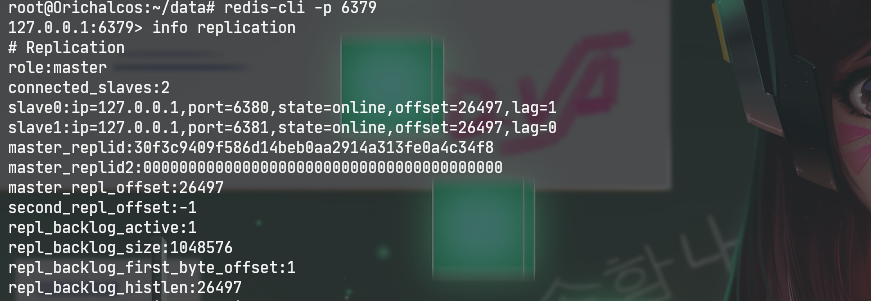 root@Orichalcos:~/data# redis-cli -p 6379
127.0.0.1:6379> info replication
# Replication
role:master
connected_slaves:2
slave0:ip=127.0.0.1,port=6380,state=online,offset=26497,lag=1
slave1:ip=127.0.0.1,port=6381,state=online,offset=26497,lag=0
master_replid:30f3c9409f586d14beb0aa2914a313fe0a4c34f8
master_replid2:0000000000000000000000000000000000000000
master_repl_offset:26497
second_repl_offset:-1
repl_backlog_active:1
repl_backlog_size:1048576
repl_backlog_first_byte_offset:1
repl_backlog_histlen:26497